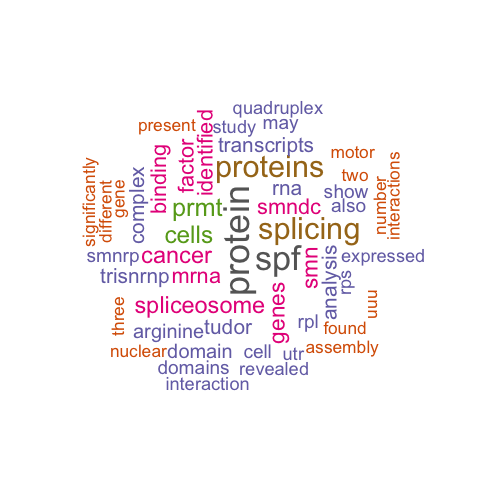 quadruplex
present
study
may
identified
transcripts
factor
motor
binding
proteins
significantly
different
gene
complex
rna
two
show
number
interactions
prmt
smndc
also
protein
cells
splicing
smnrp
cancer
spf
smn
analysis
expressed
trisnrnp
mrna
rps
spliceosome
genes
unn
three
arginine
tudor
rpl
found
nuclear
domain
cell
utr
assembly
domains
revealed
interaction